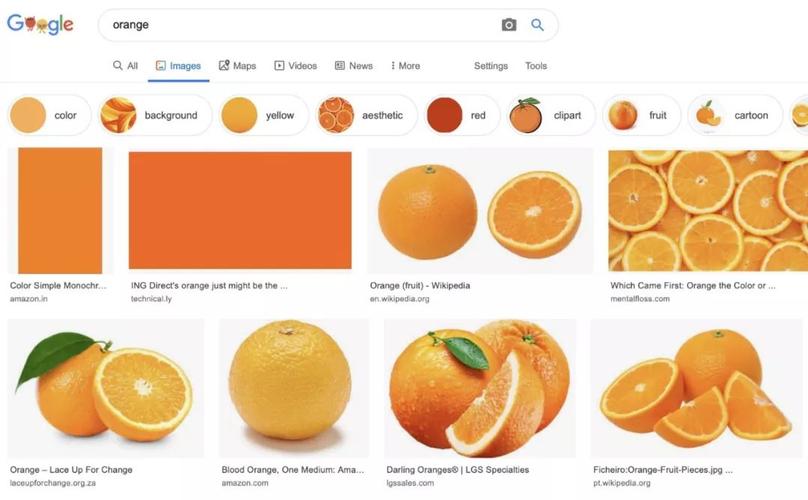 Google
orange
All Images Maps Videos News More Settings Tools
color background yellow aesthetic red clipart fruit cartoon
Color Simple Monochr... ING Direct's orange just might be the ... Orange (fruit) - Wikipedia Which Came First: Orange the Color or ...
amazon.in technical.ly en.wikipedia.org mentalfloss.com
Orange – Lace Up For Change Blood Orange, One Medium: Ama... Darling Oranges® | LGS Specialties Ficheiro:Orange-Fruit-Pieces.jpg ...
laceupforchange.org.za amazon.com lgssales.com pt.wikipedia.org